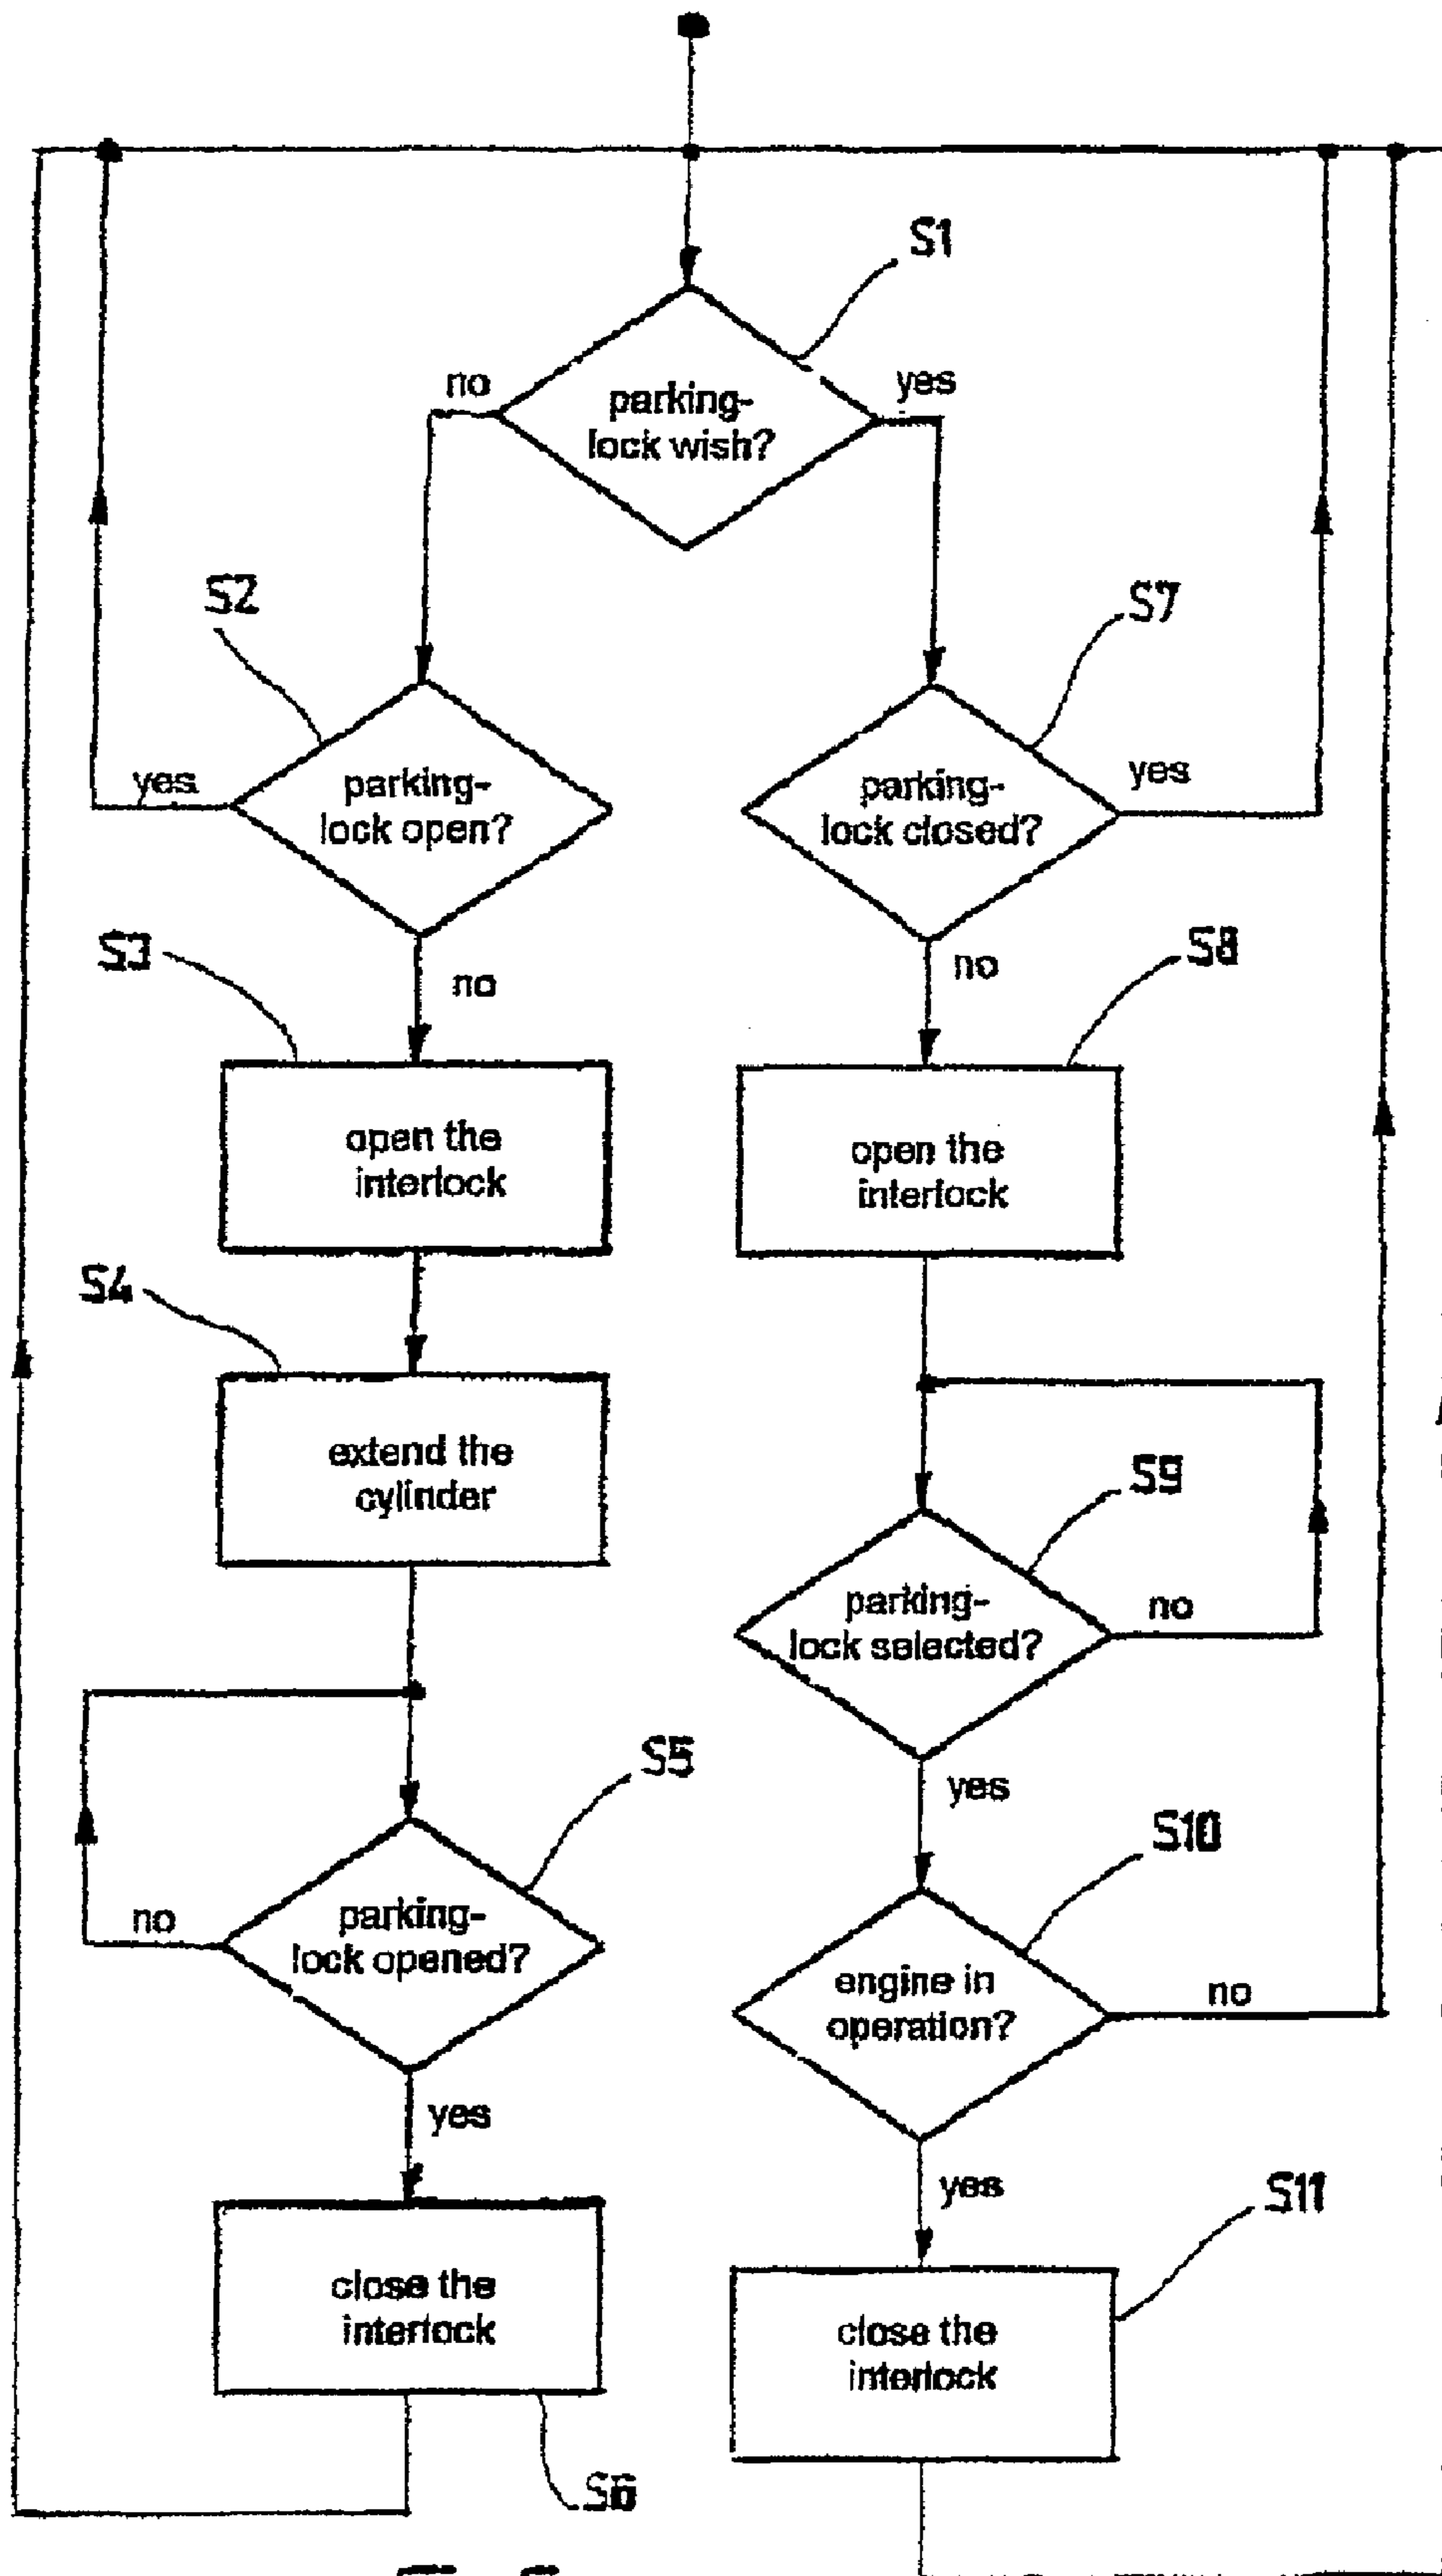 S1
no
yes
parking-
lock wish?
S2
S7
yes
parking-
lock open?
parking-
lock closed?
yes
S3
no
no
S8
open the
interlock
open the
interlock
S4
extend the
cylinder
S9
parking-
lock selected?
no
S5
yes
S10
no
parking-
lock opened?
engine in
operation?
no
yes
yes
S11
close the
interlock
close the
interlock
S6